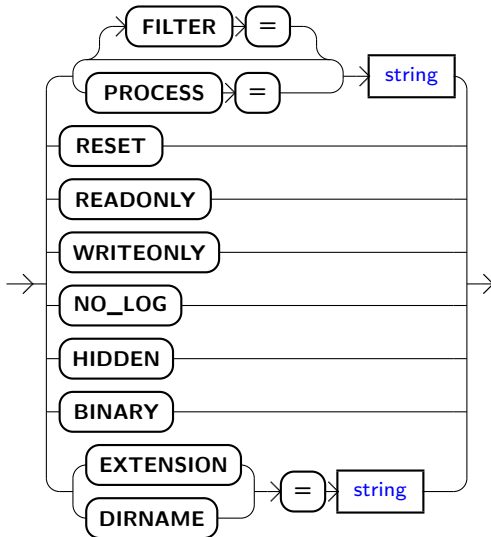 FILTER =
string
PROCESS =
RESET
READONLY
WRITEONLY
NO_LOG
HIDDEN
BINARY
EXTENSION
= string
DIRNAME